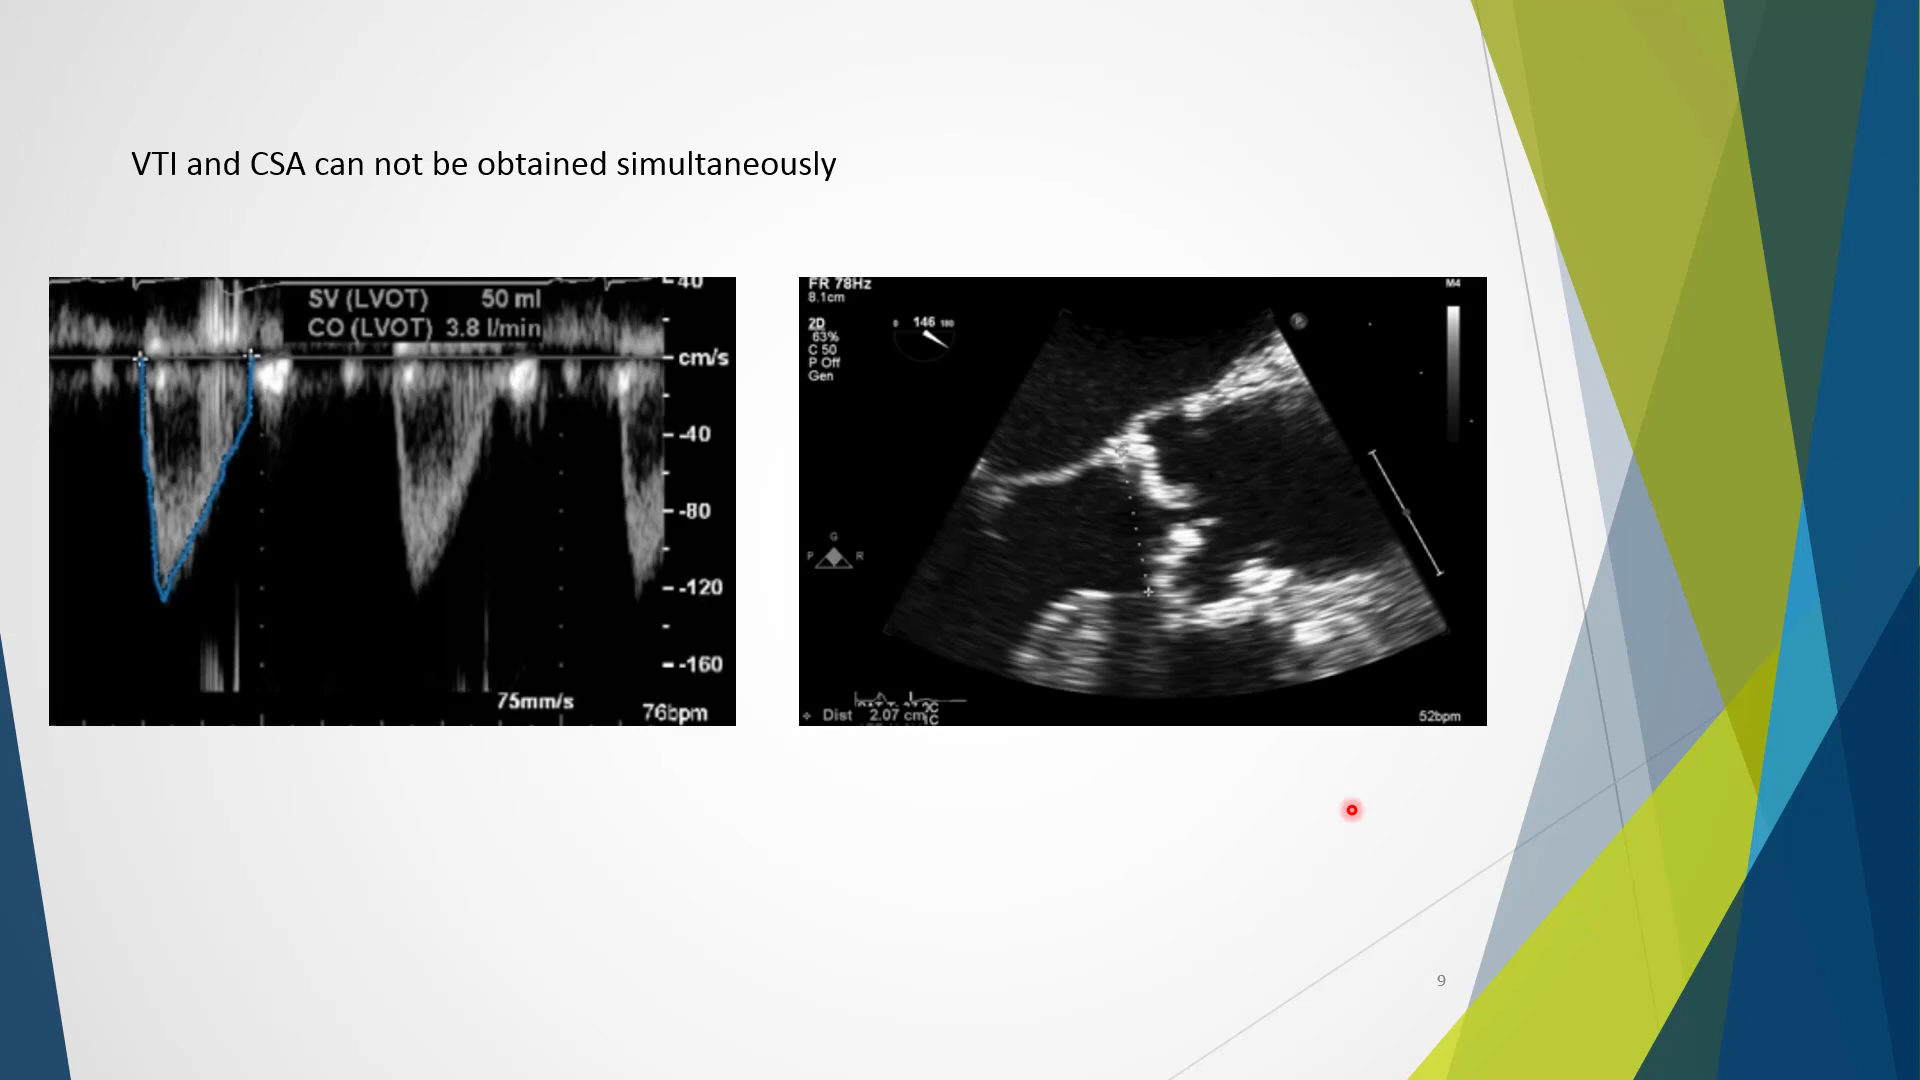 VTI and CSA can not be obtained simultaneously
40
SV (LVOT) 50 ml
CO (LVOT) 3.8 l/min
cm/s
-40
-80
-120
-160
75mm/s
76bpm
FR 78Hz
8.1cm
M4
2D
63%
C 50
P Off
Gen
0 146 180
P
G
P R
Dist 2.07 cm
52bpm
9